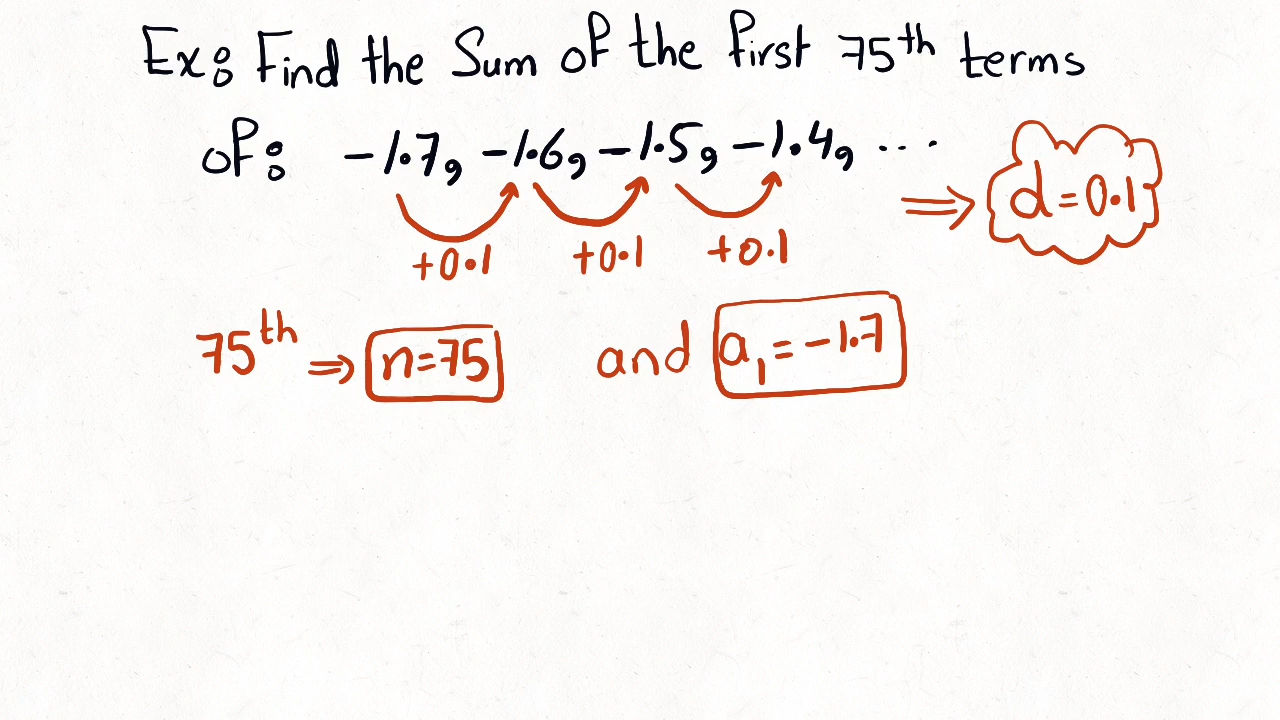 Ex: Find the Sum of the first 75th terms
of: -1.7, -1.6, -1.5, -1.4, ...
⇒ d=0.1
+0.1 +0.1 +0.1
75th ⇒ n=75 and a₁=-1.7